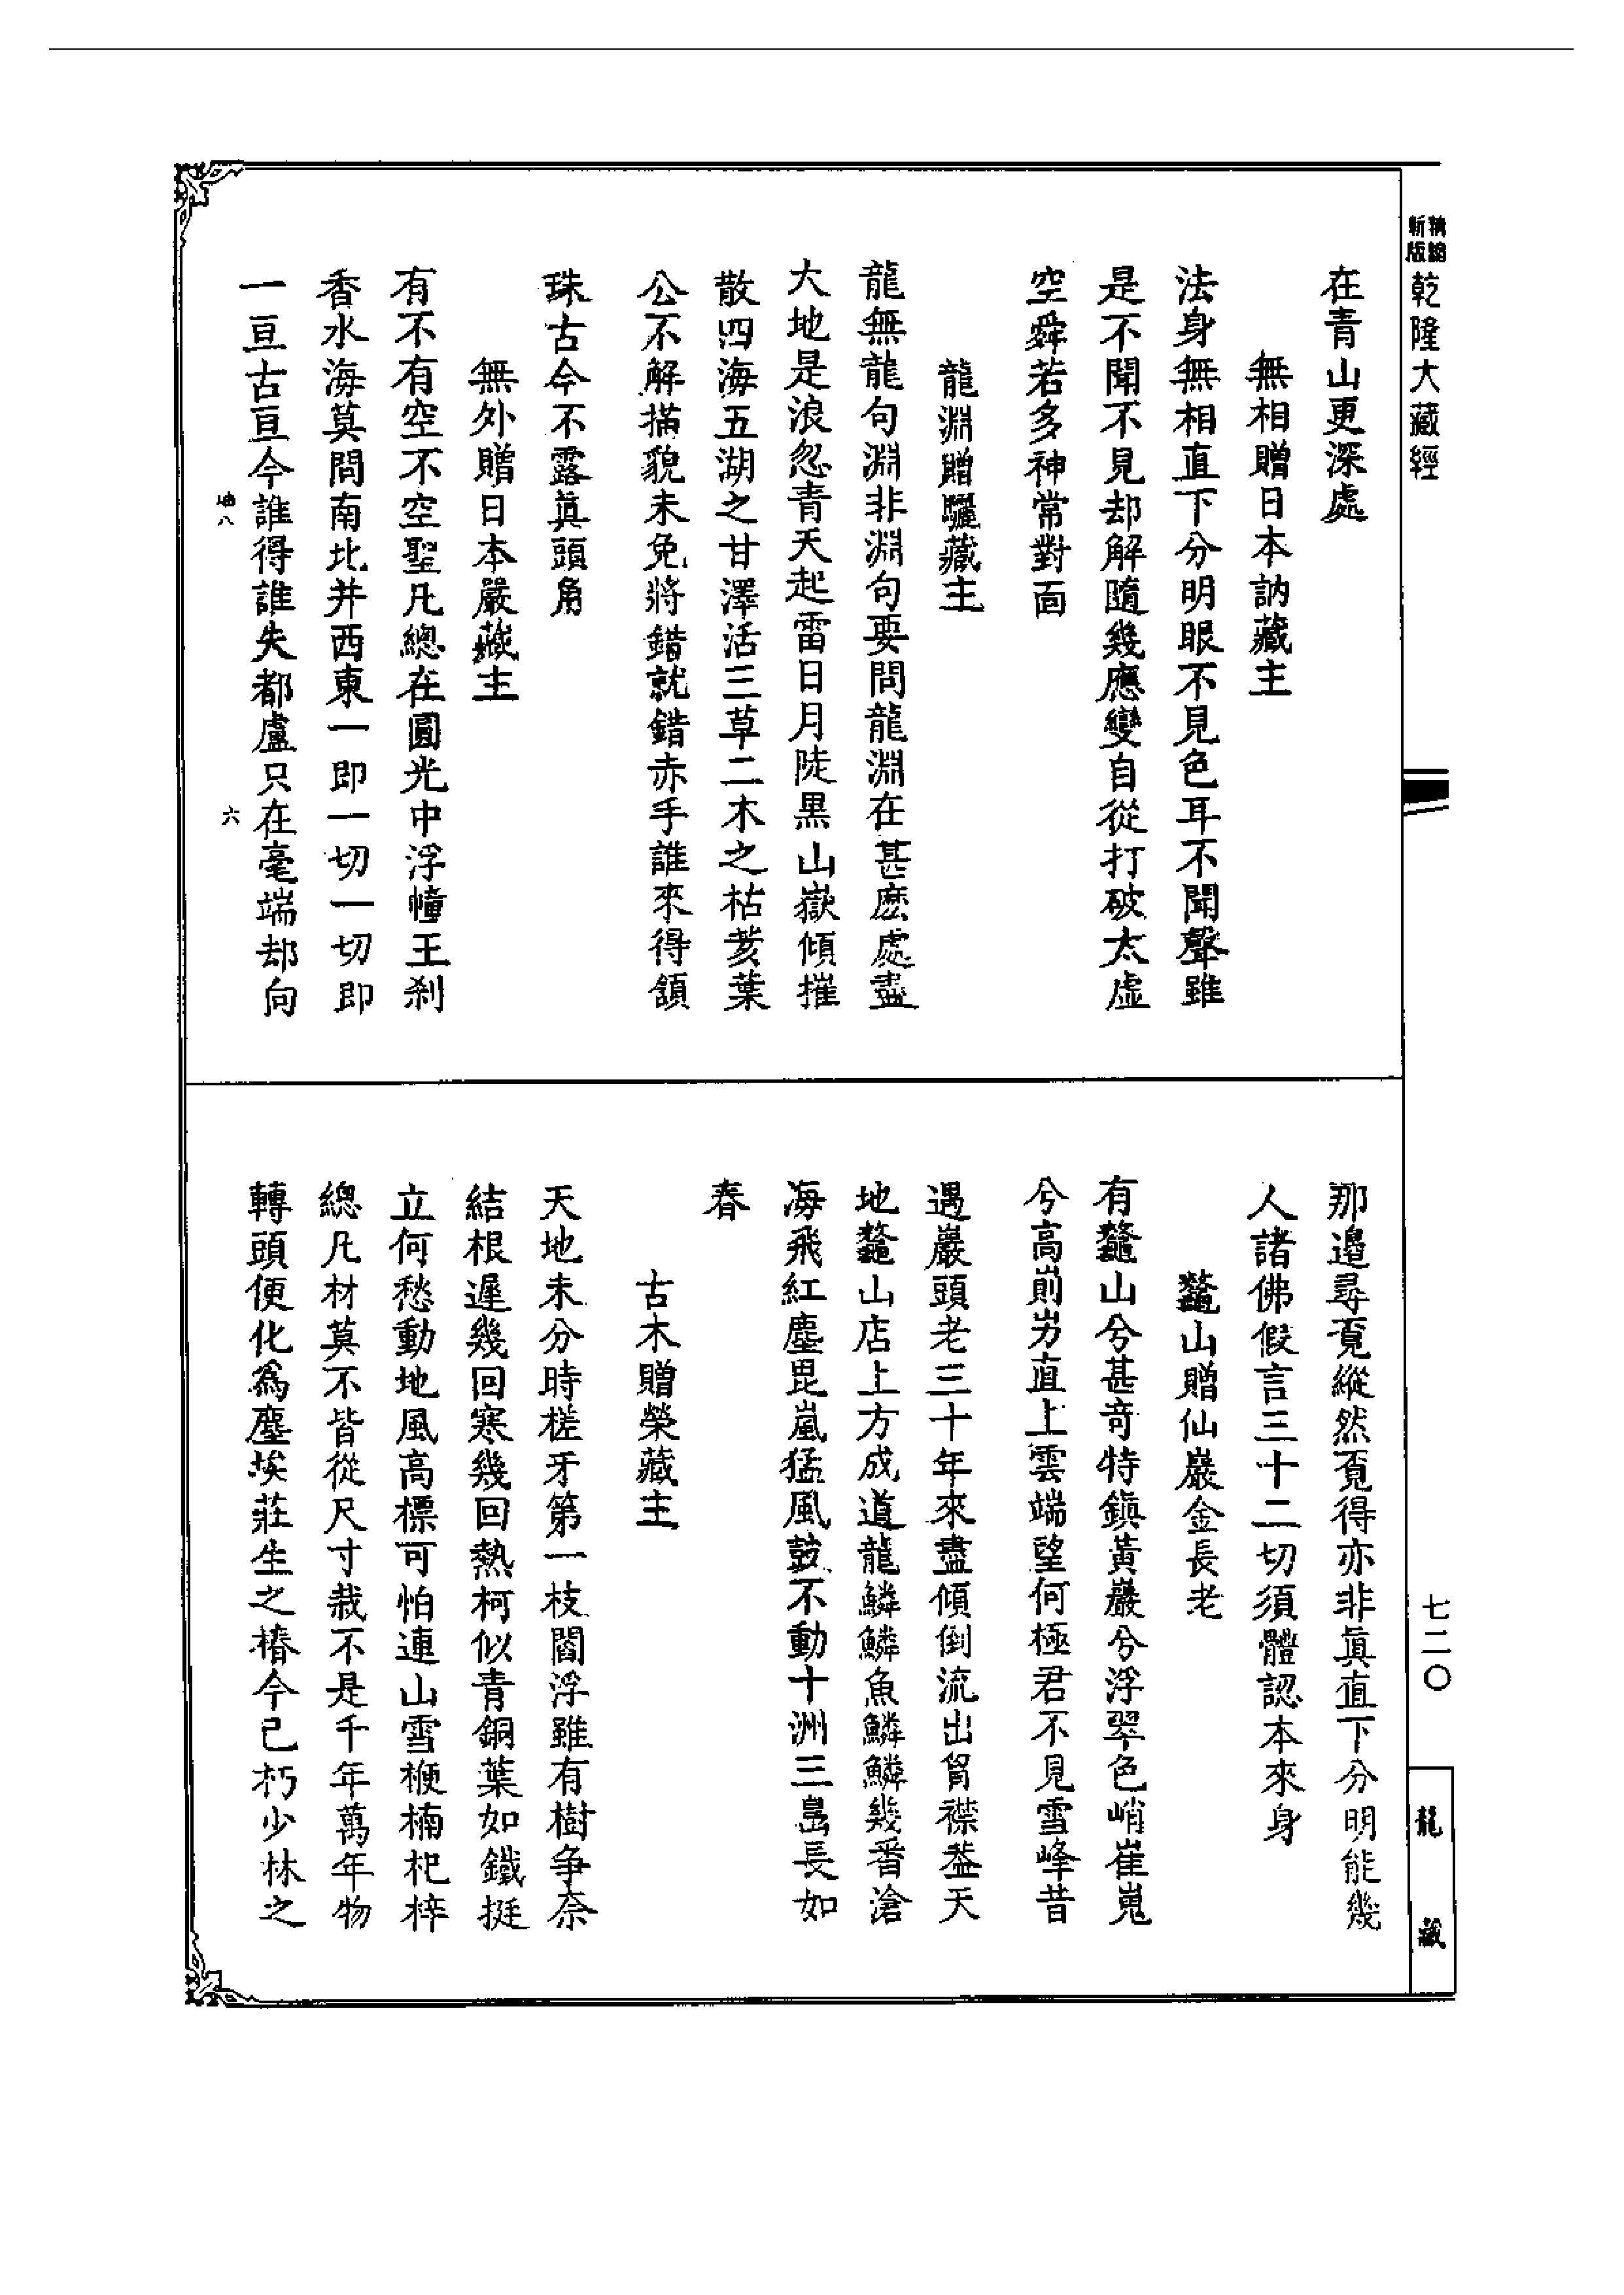 精縮
新版
乾隆大藏經
在青山更深處
無相贈日本訥藏主
法身無相直下分明眼不見色耳不聞聲雖
是不聞不見却解隨幾應變自從打破太虛
空舜若多神常對面
龍淵贈驪藏主
龍無龍句淵非淵句要問龍淵在甚麽處盡
大地是浪忽青天起雷日月陡黑山嶽傾摧
散四海五湖之甘澤活三草二木之枯荄葉
公不解描貌未免將錯就錯赤手誰來得頷
珠古今不露眞頭角
無外贈日本嚴藏主
有不有空不空聖凡總在圓光中浮幢王刹
香水海莫問南北并西東一即一切一切即
一亘古亘今誰得誰失都盧只在毫端却向
八
六
那邉尋覔縱然覔得亦非眞直下分明能幾
人諸佛假言三十二切須體認本來身
鼇山贈仙巖金長老
有鼇山兮甚竒特鎮黃巖兮浮翠色峭崔嵬
兮高崱屴直上雲端望何極君不見雪峰昔
遇巖頭老三十年來盡傾倒流出胷襟葢天
地鼇山店上方成道龍鱗鱗魚鱗鱗幾番滄
海飛紅塵毘嵐猛風鼓不動十洲三島長如
春
古木贈榮藏主
天地未分時槎牙第一枝閻浮雖有樹争奈
結根遲幾回寒幾回熱柯似青銅葉如鐵挺
立何愁動地風高標可怕連山雪楩楠杞梓
總凡材莫不皆從尺寸栽不是千年萬年物
轉頭便化爲塵埃莊生之椿今已朽少林之
七二〇
龍藏